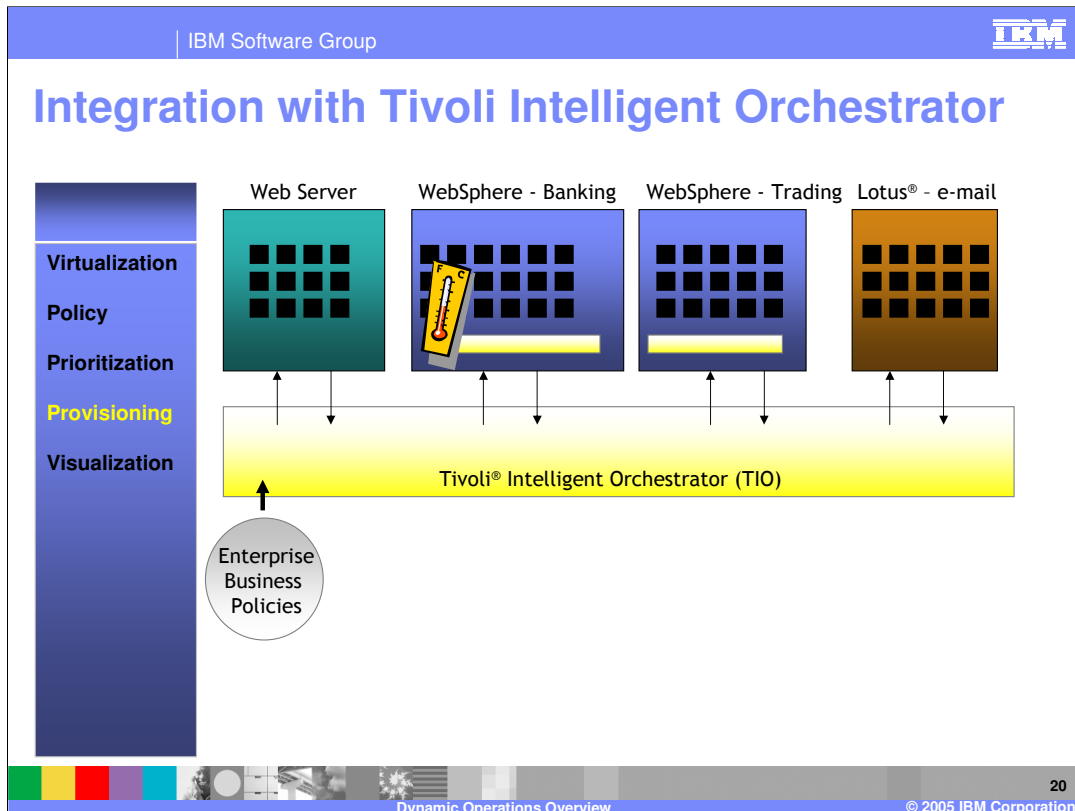 IBM Software Group
IBM
Integration with Tivoli Intelligent Orchestrator
Virtualization
Policy
Prioritization
Provisioning
Visualization
Web Server
WebSphere - Banking
WebSphere - Trading
Lotus® – e-mail
F C
Tivoli® Intelligent Orchestrator (TIO)
Enterprise
Business
Policies
20
Dynamic Operations Overview
© 2005 IBM Corporation